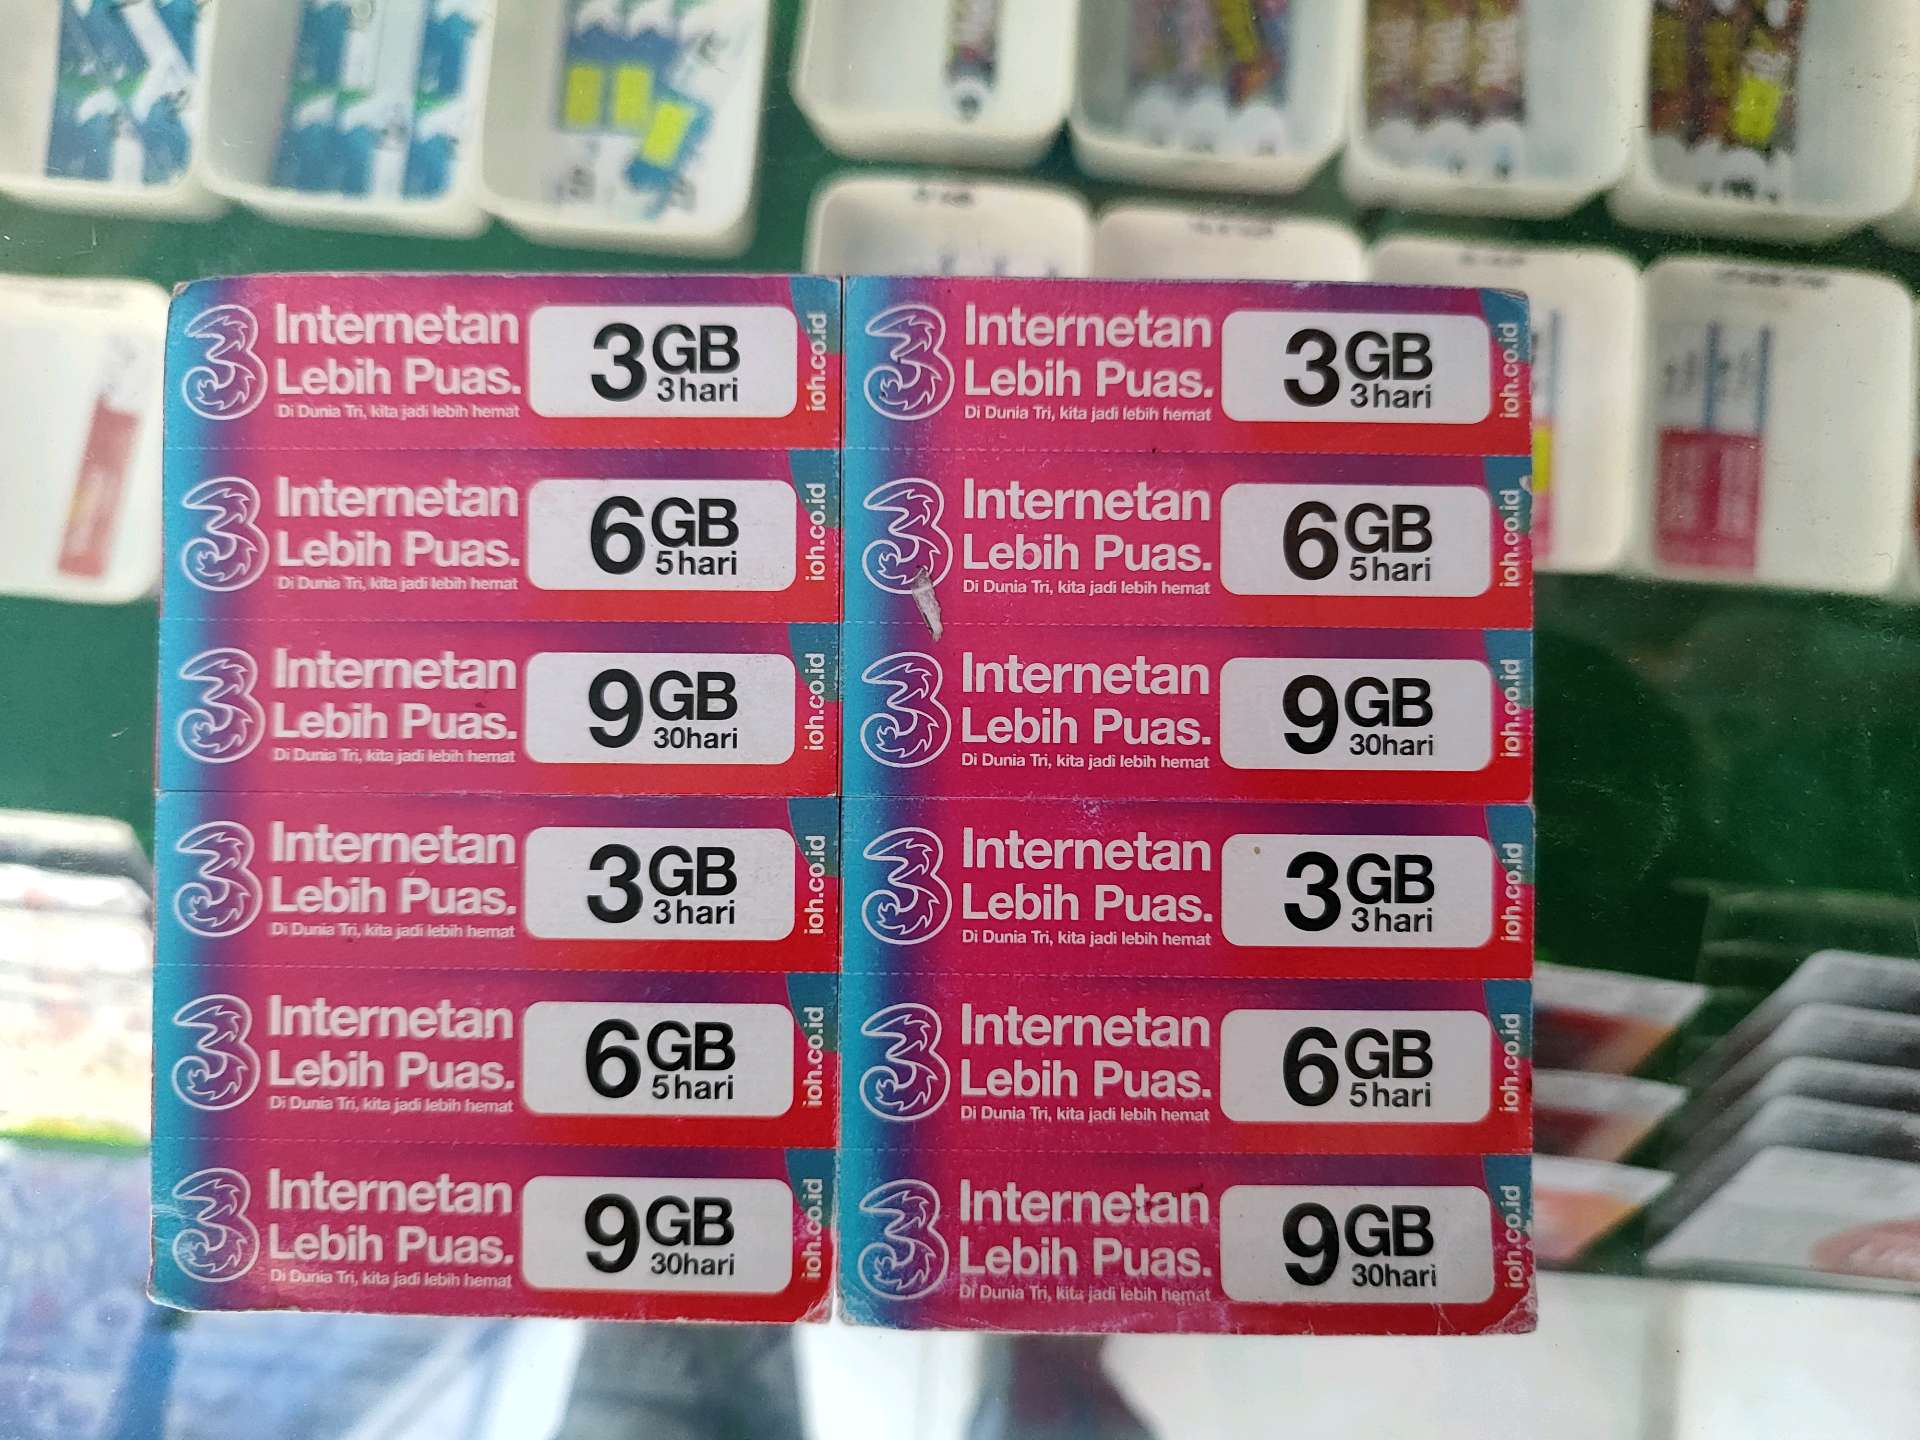 Internetan
Lebih Puas.
Di Dunia Tri, kita jadi lebih hemat
3GB
3hari
ioh.co.id
Internetan
Lebih Puas.
Di Dunia Tri, kita jadi lebih hemat
3GB
3hari
ioh.co.id
Internetan
Lebih Puas.
Di Dunia Tri, kita jadi lebih hemat
6GB
5hari
ioh.co.id
Internetan
Lebih Puas.
Di Dunia Tri, kita jadi lebih hemat
6GB
5hari
ioh.co.id
Internetan
Lebih Puas.
Di Dunia Tri, kita jadi lebih hemat
9GB
30hari
ioh.co.id
Internetan
Lebih Puas.
Di Dunia Tri, kita jadi lebih hemat
9GB
30hari
ioh.co.id
Internetan
Lebih Puas.
Di Dunia Tri, kita jadi lebih hemat
3GB
3hari
ioh.co.id
Internetan
Lebih Puas.
Di Dunia Tri, kita jadi lebih hemat
3GB
3hari
ioh.co.id
Internetan
Lebih Puas.
Di Dunia Tri, kita jadi lebih hemat
6GB
5hari
ioh.co.id
Internetan
Lebih Puas.
Di Dunia Tri, kita jadi lebih hemat
6GB
5hari
ioh.co.id
Internetan
Lebih Puas.
Di Dunia Tri, kita jadi lebih hemat
9GB
30hari
ioh.co.id
Internetan
Lebih Puas.
Di Dunia Tri, kita jadi lebih hemat
9GB
30hari
ioh.co.id